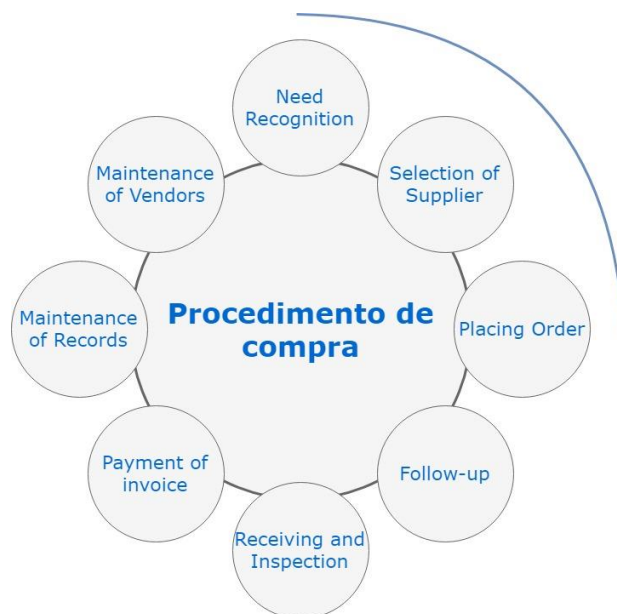 Need
Recognition
Selection of
Supplier
Placing Order
Follow-up
Receiving and
Inspection
Payment of
invoice
Maintenance
of Records
Maintenance
of Vendors
Procedimento de
compra